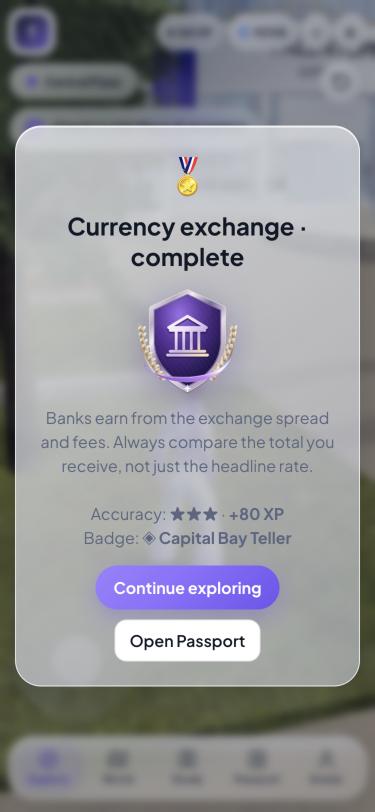 Currency exchange ·
complete
Banks earn from the exchange spread
and fees. Always compare the total you
receive, not just the headline rate.
Accuracy: ★★★ · +80 XP
Badge: ◈ Capital Bay Teller
Continue exploring
Open Passport